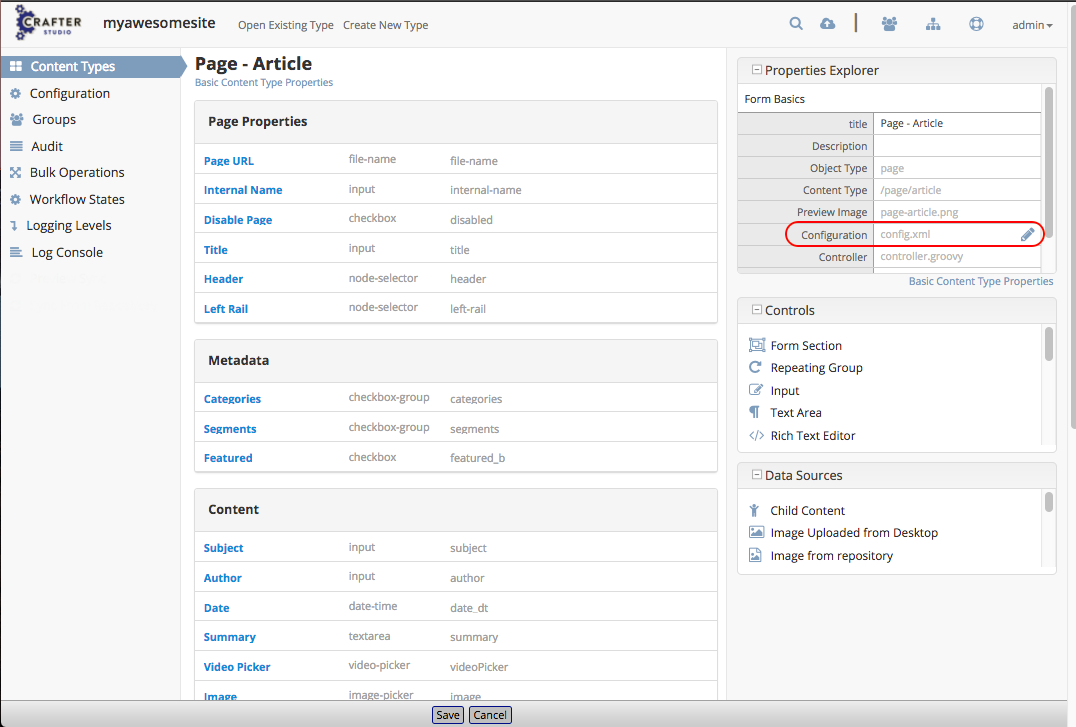 CRAFTER
STUDIO
myawesomesite
Open Existing Type
Create New Type
admin
Content Types
Configuration
Groups
Audit
Bulk Operations
Workflow States
Logging Levels
Log Console
Page - Article
Basic Content Type Properties
Page Properties
Page URL file-name file-name
Internal Name input internal-name
Disable Page checkbox disabled
Title input title
Header node-selector header
Left Rail node-selector left-rail
Metadata
Categories checkbox-group categories
Segments checkbox-group segments
Featured checkbox featured_b
Content
Subject input subject
Author input author
Date date-time date_dt
Summary textarea summary
Video Picker video-picker videoPicker
Image image-picker image
Properties Explorer
Form Basics
title Page - Article
Description
Object Type page
Content Type /page/article
Preview Image page-article.png
Configuration config.xml
Controller controller.groovy
Basic Content Type Properties
Controls
Form Section
Repeating Group
Input
Text Area
Rich Text Editor
Data Sources
Child Content
Image Uploaded from Desktop
Image from repository
Save
Cancel